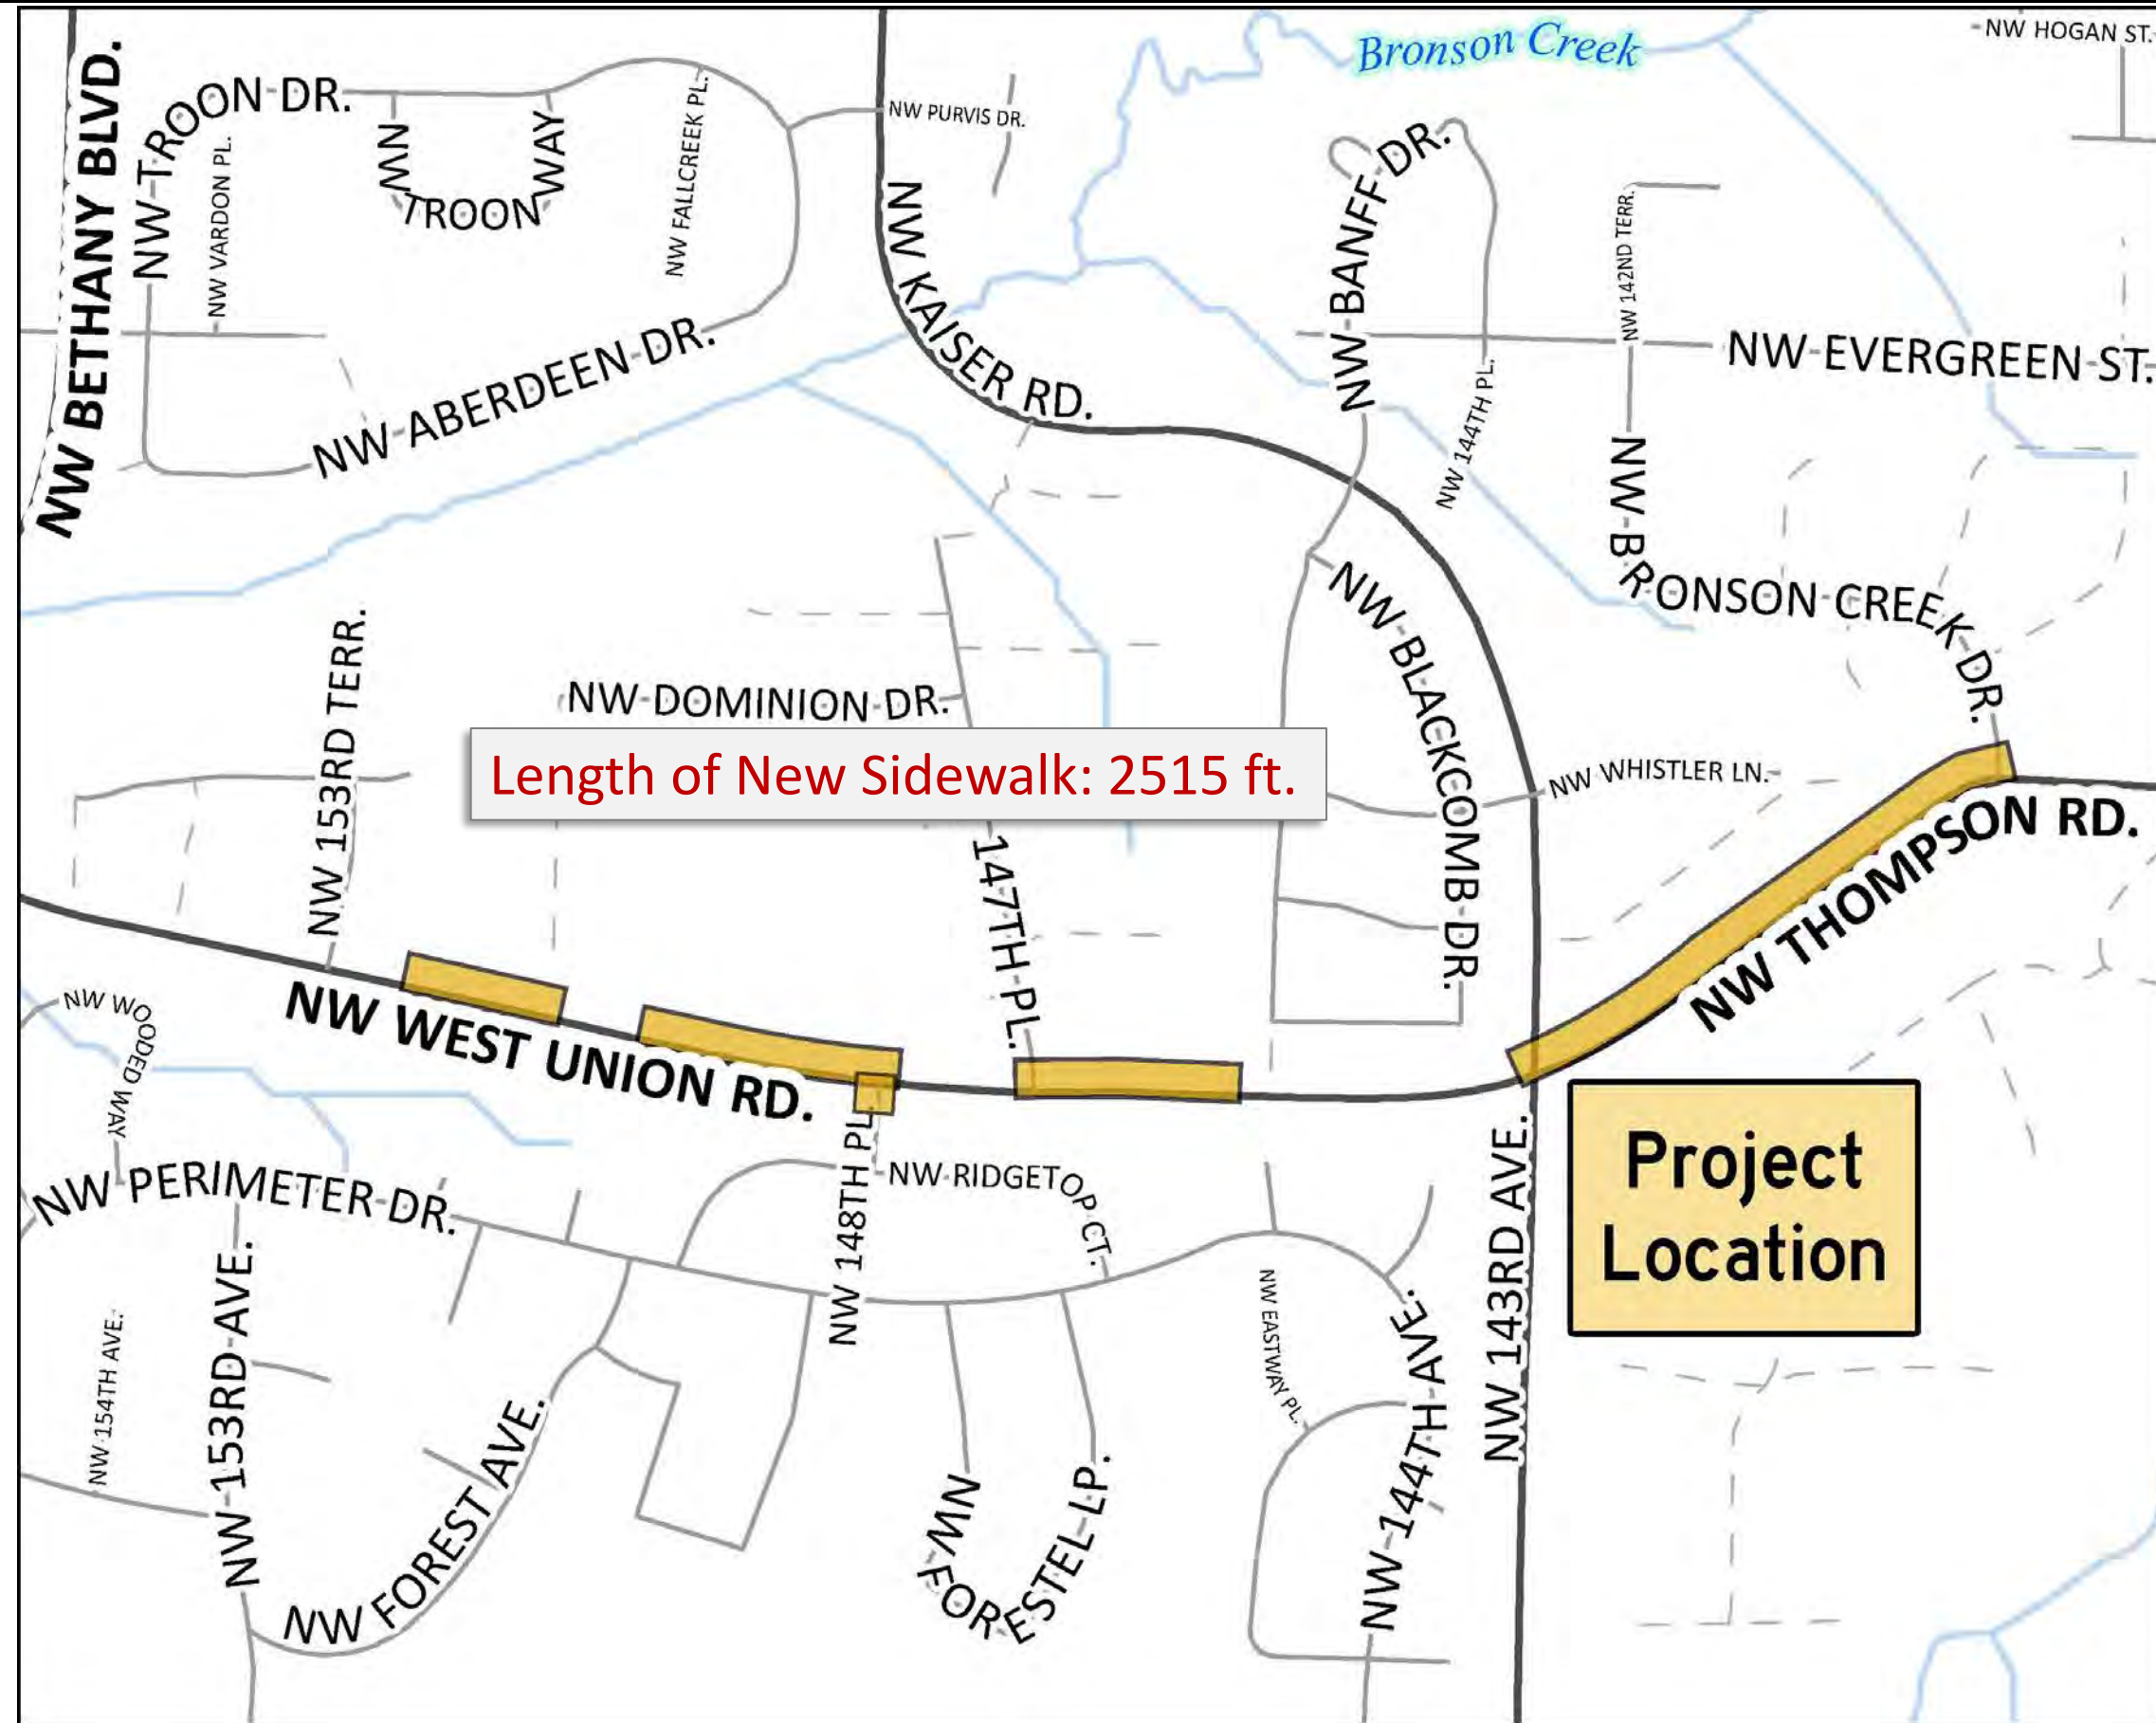 NW HOGAN ST.
Bronson Creek
NW BETHANY BLVD.
NW TROON DR.
NW VARDON PL.
NW TROON WAY
NW FALLCREEK PL.
NW PURVIS DR.
NW KAISER RD.
NW BANFF DR.
NW 142ND TERR.
NW EVERGREEN ST.
NW ABERDEEN DR.
NW 144TH PL.
NW BRONSON CREEK DR.
NW BLACKCOMB DR.
NW 153RD TERR.
NW DOMINION DR.
Length of New Sidewalk: 2515 ft.
NW WHISTLER LN.
NW THOMPSON RD.
147TH PL.
NW WOODED WAY
NW WEST UNION RD.
Project
Location
NW PERIMETER DR.
NW 148TH PL.
NW RIDGETOP CT.
NW 143RD AVE.
NW 153RD AVE.
NW 154TH AVE.
NW EASTWAY PL.
NW 144TH AVE.
NW FOREST AVE.
NW FORESTEL LP.